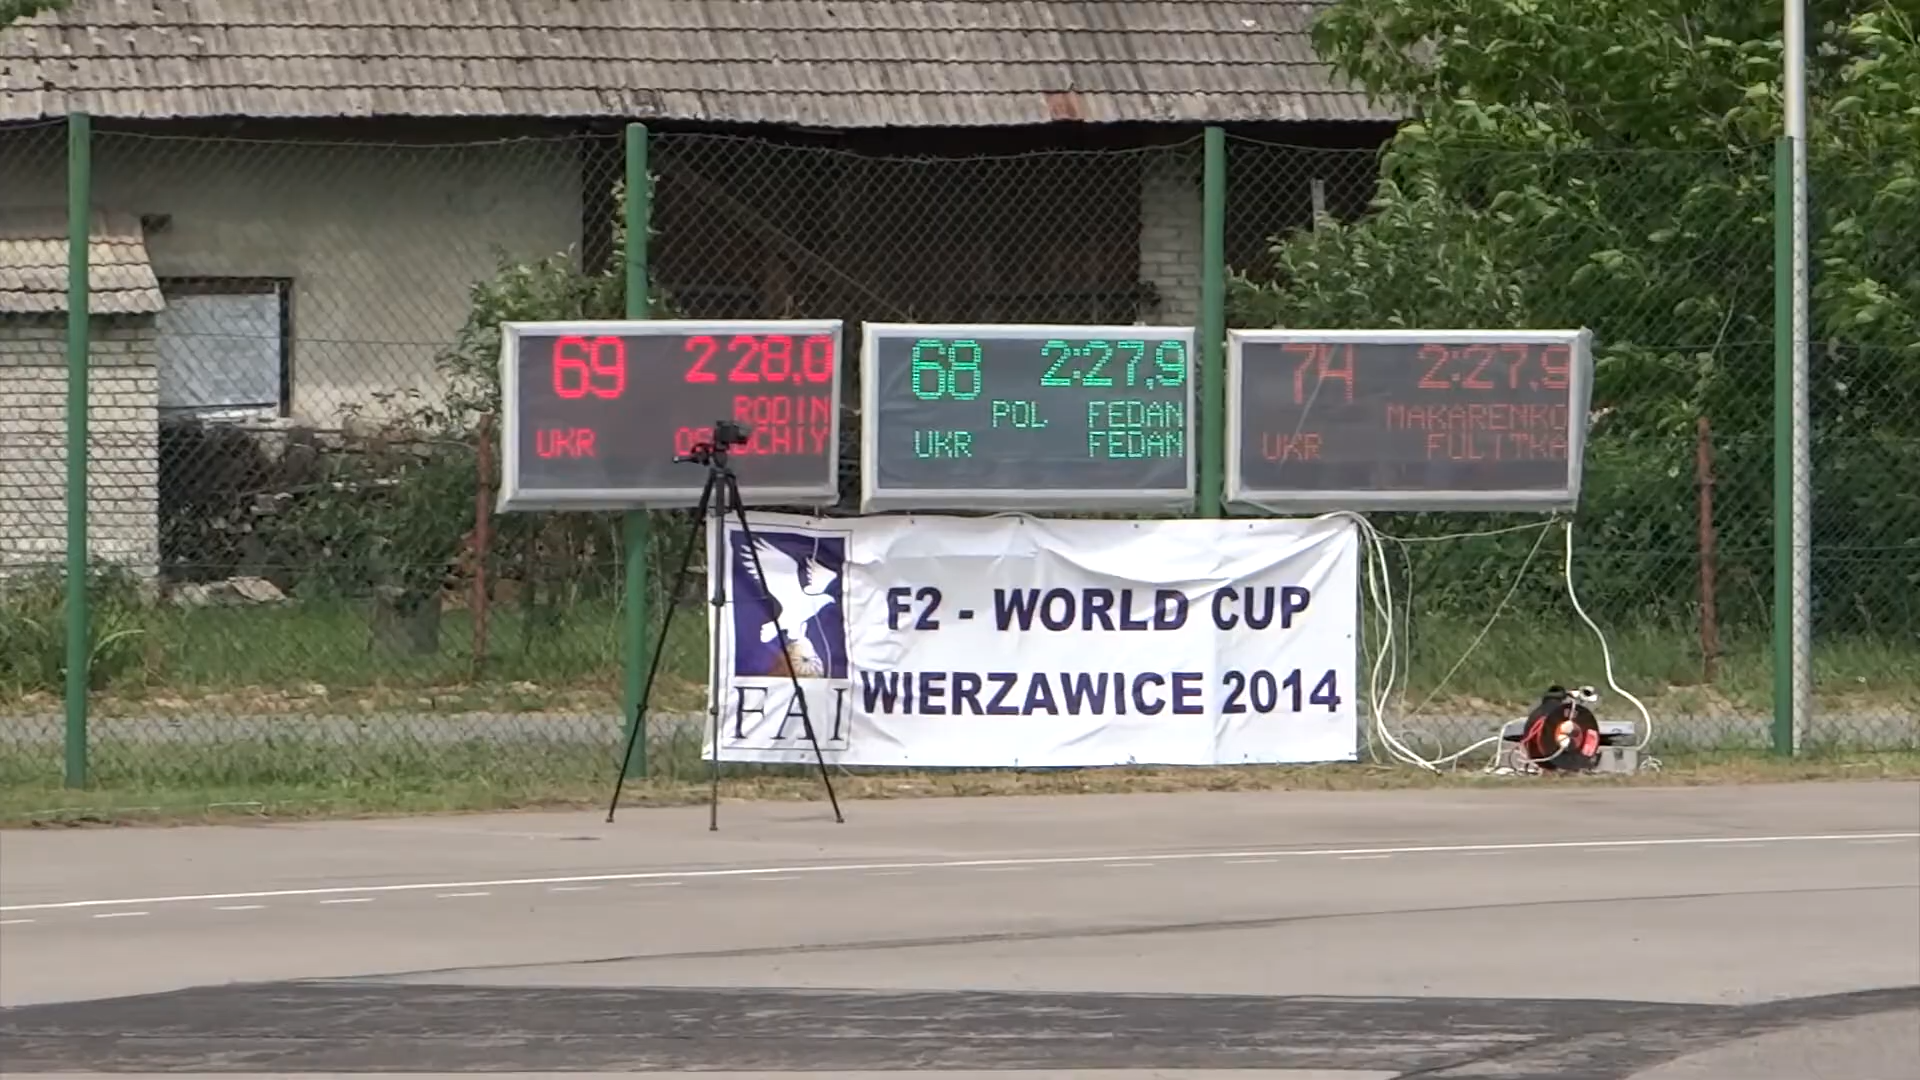 69 2 28.0
RODIN
UKR
68 2:27.9
POL FEDAN
UKR FEDAN
74 2:27.9
MAKARENKO
UKR FULITKA
F2 - WORLD CUP
WIERZAWICE 2014
FAI